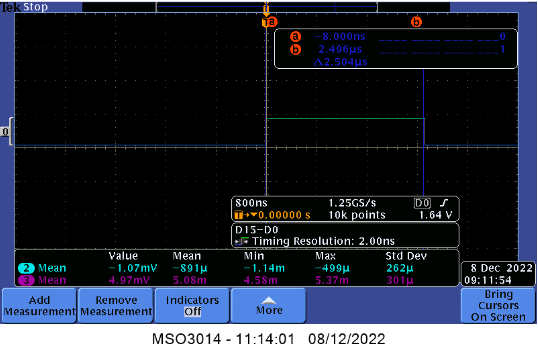 Tek Stop
T a b
a -8.000ns 0
b 2.496µs 1
Δ2.504µs
0
800ns 1.25GS/s D0
T 0.00000 s 10k points 1.64 V
D15-D0
Timing Resolution: 2.00ns
Value Mean Min Max Std Dev
2 Mean -1.07mV -891µ -1.14m -499µ 262µ
3 Mean 4.97mV 5.08m 4.58m 5.37m 301µ
8 Dec 2022
09:11:54
Add Measurement
Remove Measurement
Indicators Off
More
Bring Cursors On Screen
MSO3014 - 11:14:01 08/12/2022